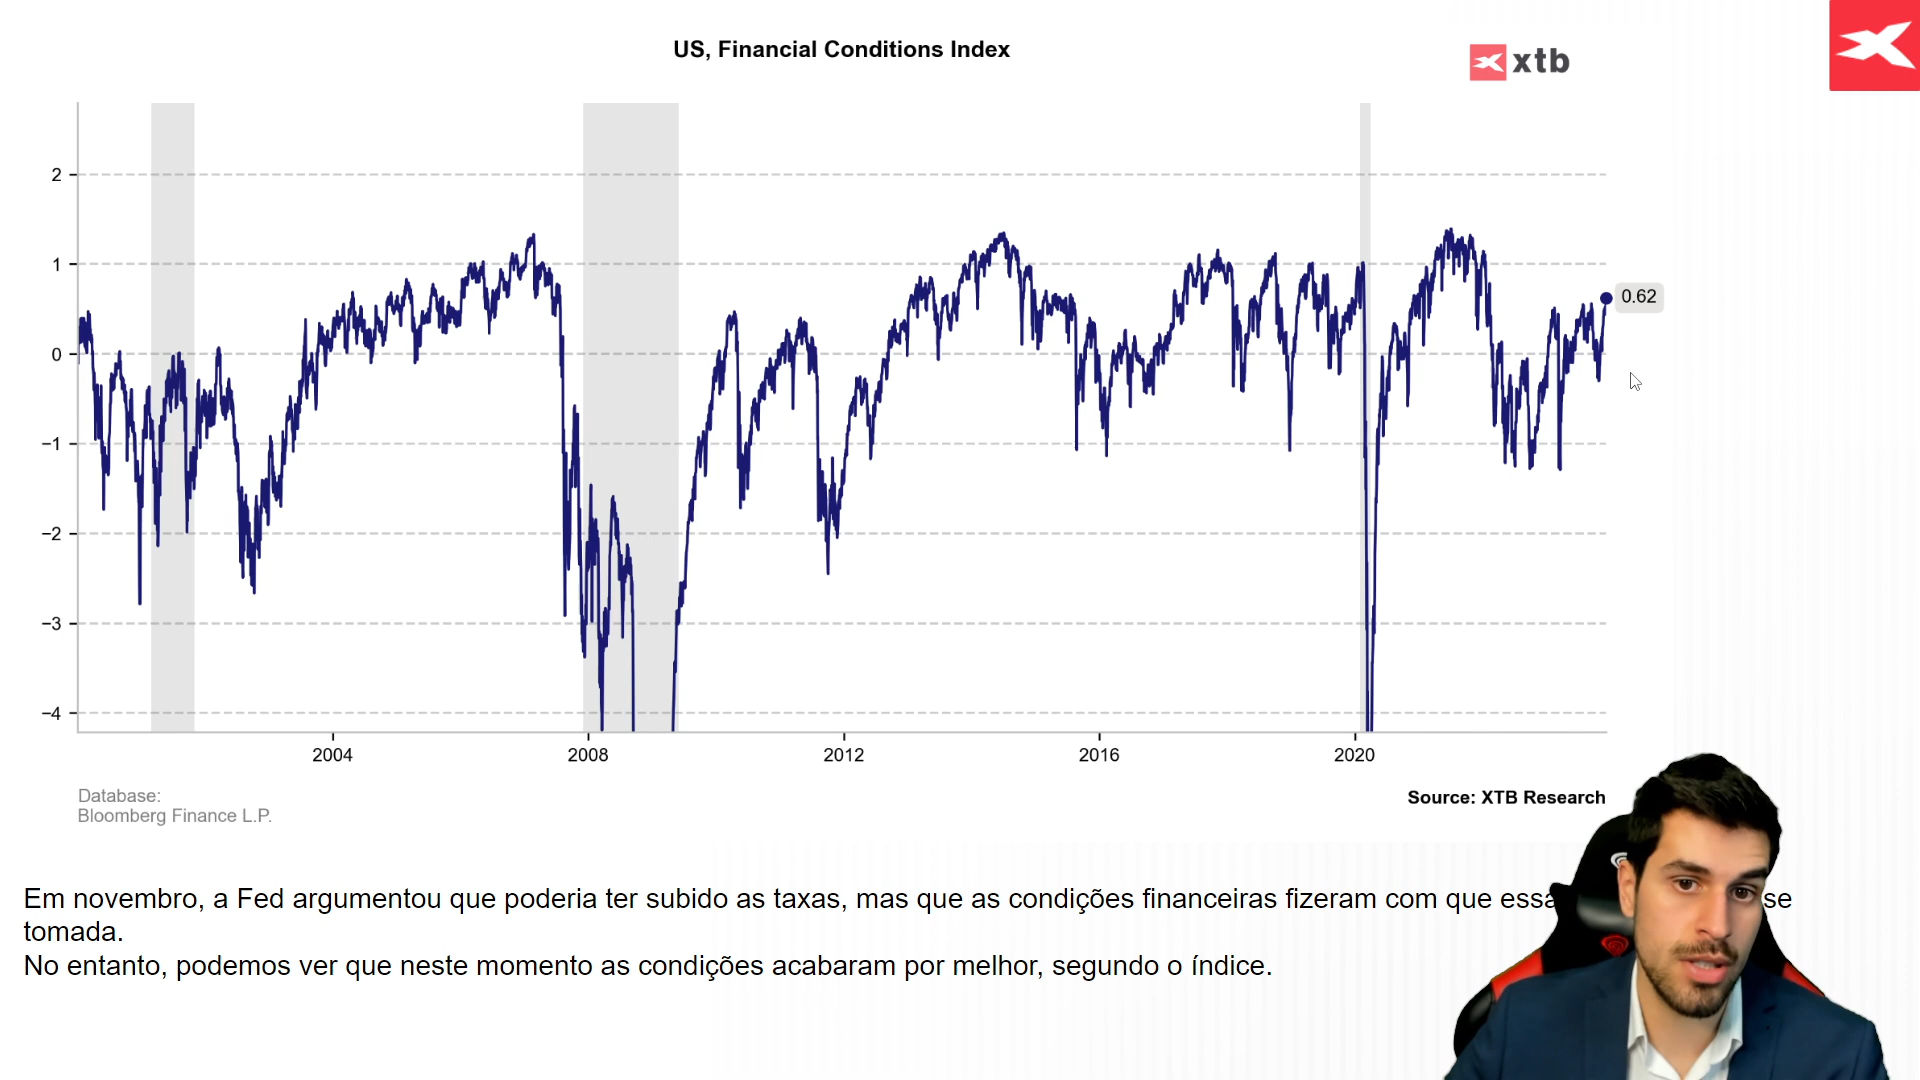 US, Financial Conditions Index
xtb
2
1
0
0.62
−1
−2
−3
−4
2004
2008
2012
2016
2020
Database:
Bloomberg Finance L.P.
Source: XTB Research
Em novembro, a Fed argumentou que poderia ter subido as taxas, mas que as condições financeiras fizeram com que
tomada.
No entanto, podemos ver que neste momento as condições acabaram por melhor, segundo o índice.